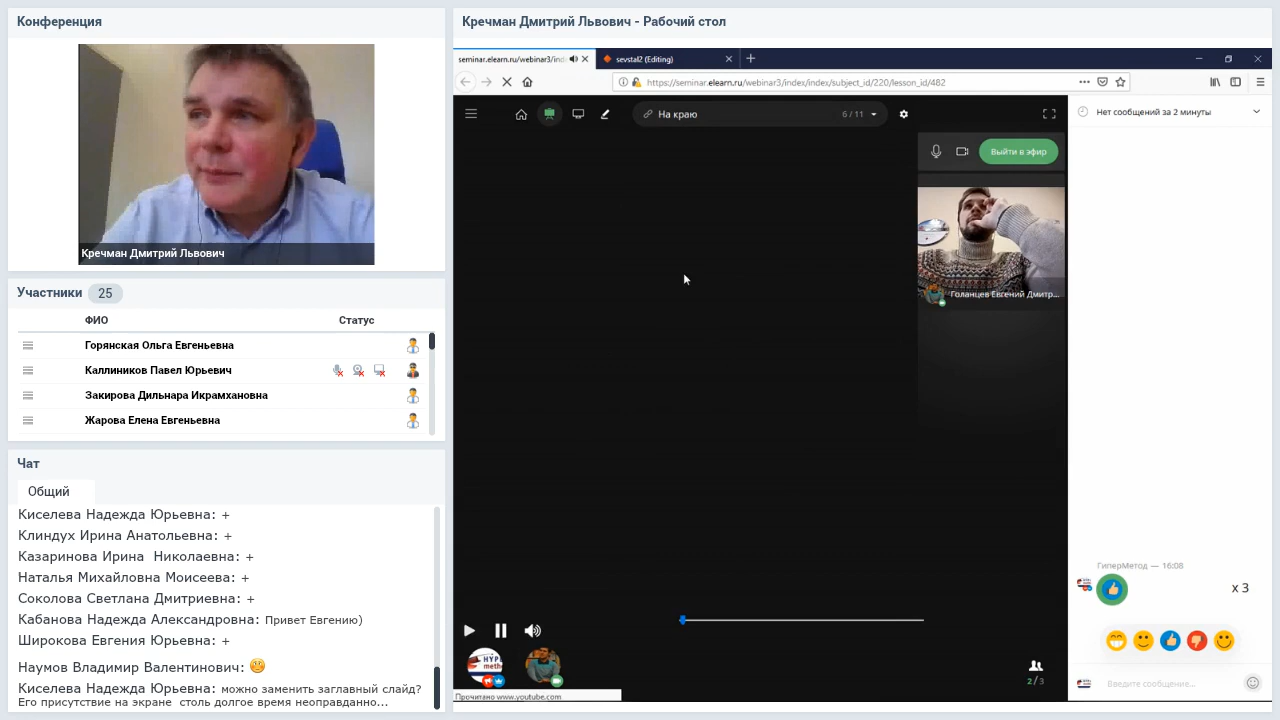 Конференция
Кречман Дмитрий Львович
Участники 25
ФИО Статус
Горянская Ольга Евгеньевна
Каллиников Павел Юрьевич
Закирова Дильнара Икрамхановна
Жарова Елена Евгеньевна
Чат
Общий
Киселева Надежда Юрьевна: +
Клиндух Ирина Анатольевна: +
Казаринова Ирина Николаевна: +
Наталья Михайловна Моисеева: +
Соколова Светлана Дмитриевна: +
Кабанова Надежда Александровна: Привет Евгению)
Широкова Евгения Юрьевна: +
Наумов Владимир Валентинович:
Киселева Надежда Юрьевна: можно заменить заглавный слайд?
Его присутствие на экране столь долгое время неоправданно...
Кречман Дмитрий Львович - Рабочий стол
seminar.elearn.ru/webinar3/ind
sevstal2 (Editing)
https://seminar.elearn.ru/webinar3/index/index/subject_id/220/lesson_id/482
На краю 6 / 11
Выйти в эфир
Голанцев Евгений Дмитр...
HYPE
meth
2 / 3
Прочитано www.youtube.com
Нет сообщений за 2 минуты
ГиперМетод — 16:08
x 3
Введите сообщение...